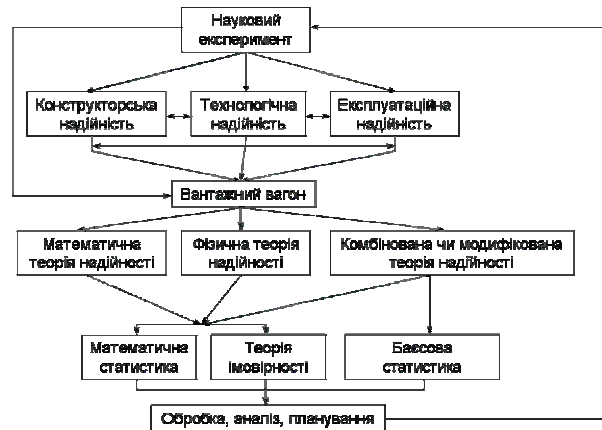 Науковий
експеримент
Конструкторська
надійність
Технологічна
надійність
Експлуатаційна
надійність
Вантажний вагон
Математична
теорія надійності
Фізична теорія
надійності
Комбінована чи модифікована
теорія надійності
Математична
статистика
Теорія
імовірності
Баєсова
статистика
Обробка, аналіз, планування